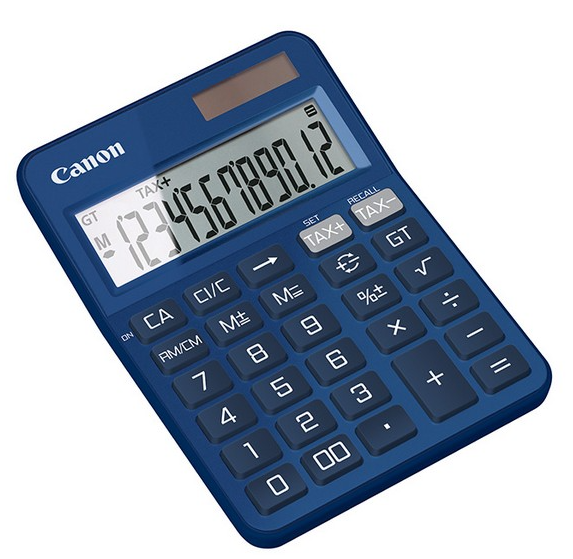 Canon
GT
TAX+
M
-1234567890.12
SET
RECALL
TAX+
TAX-
ON
CA
CI/C
→
GT
RM/CM
M±
M=
%±
√
7
8
9
×
÷
4
5
6
+
−
1
2
3
=
0
00
.